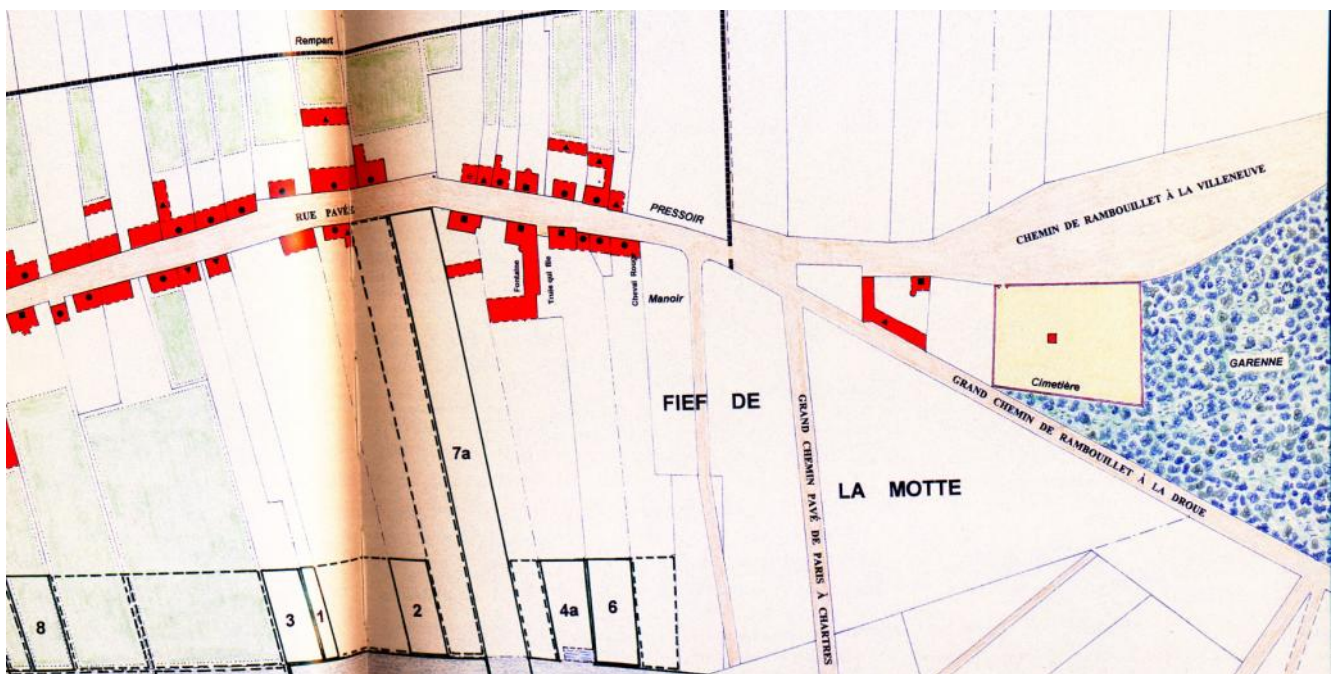 Rempart
RUE PAVÉE
PRESSOIR
CHEMIN DE RAMBOUILLET À LA VILLENEUVE
Fontaine
Truie qui file
Cheval Rouge
Manoir
Cimetière
GARENNE
FIEF DE
LA MOTTE
GRAND CHEMIN PAVÉ DE PARIS À CHARTRES
GRAND CHEMIN DE RAMBOUILLET À LA DROUE
7a
8
3
1
2
4a
6